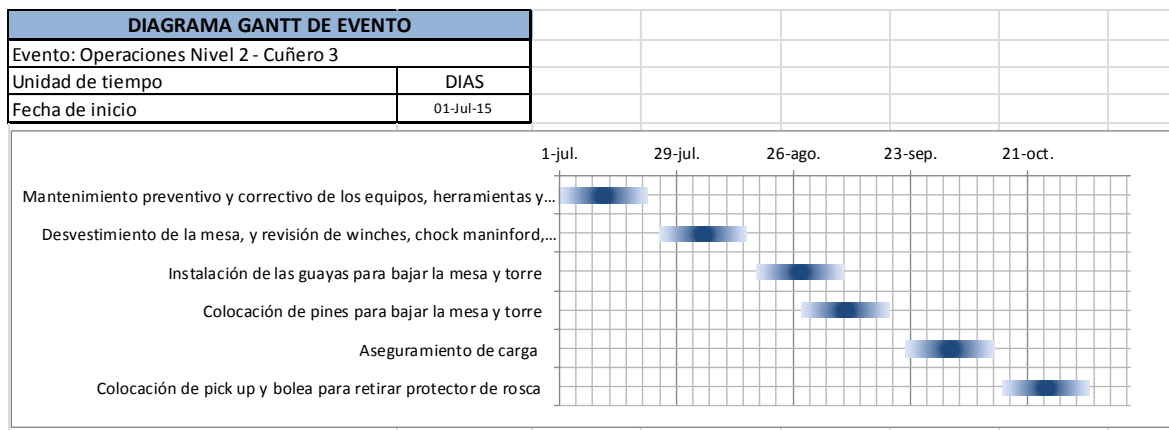 DIAGRAMA GANTT DE EVENTO
Evento: Operaciones Nivel 2 - Cuñero 3
Unidad de tiempo DIAS
Fecha de inicio 01-Jul-15
1-jul. 29-jul. 26-ago. 23-sep. 21-oct.
Mantenimiento preventivo y correctivo de los equipos, herramientas y...
Desvestimiento de la mesa, y revisión de winches, chock maninford,...
Instalación de las guayas para bajar la mesa y torre
Colocación de pines para bajar la mesa y torre
Aseguramiento de carga
Colocación de pick up y bolea para retirar protector de rosca